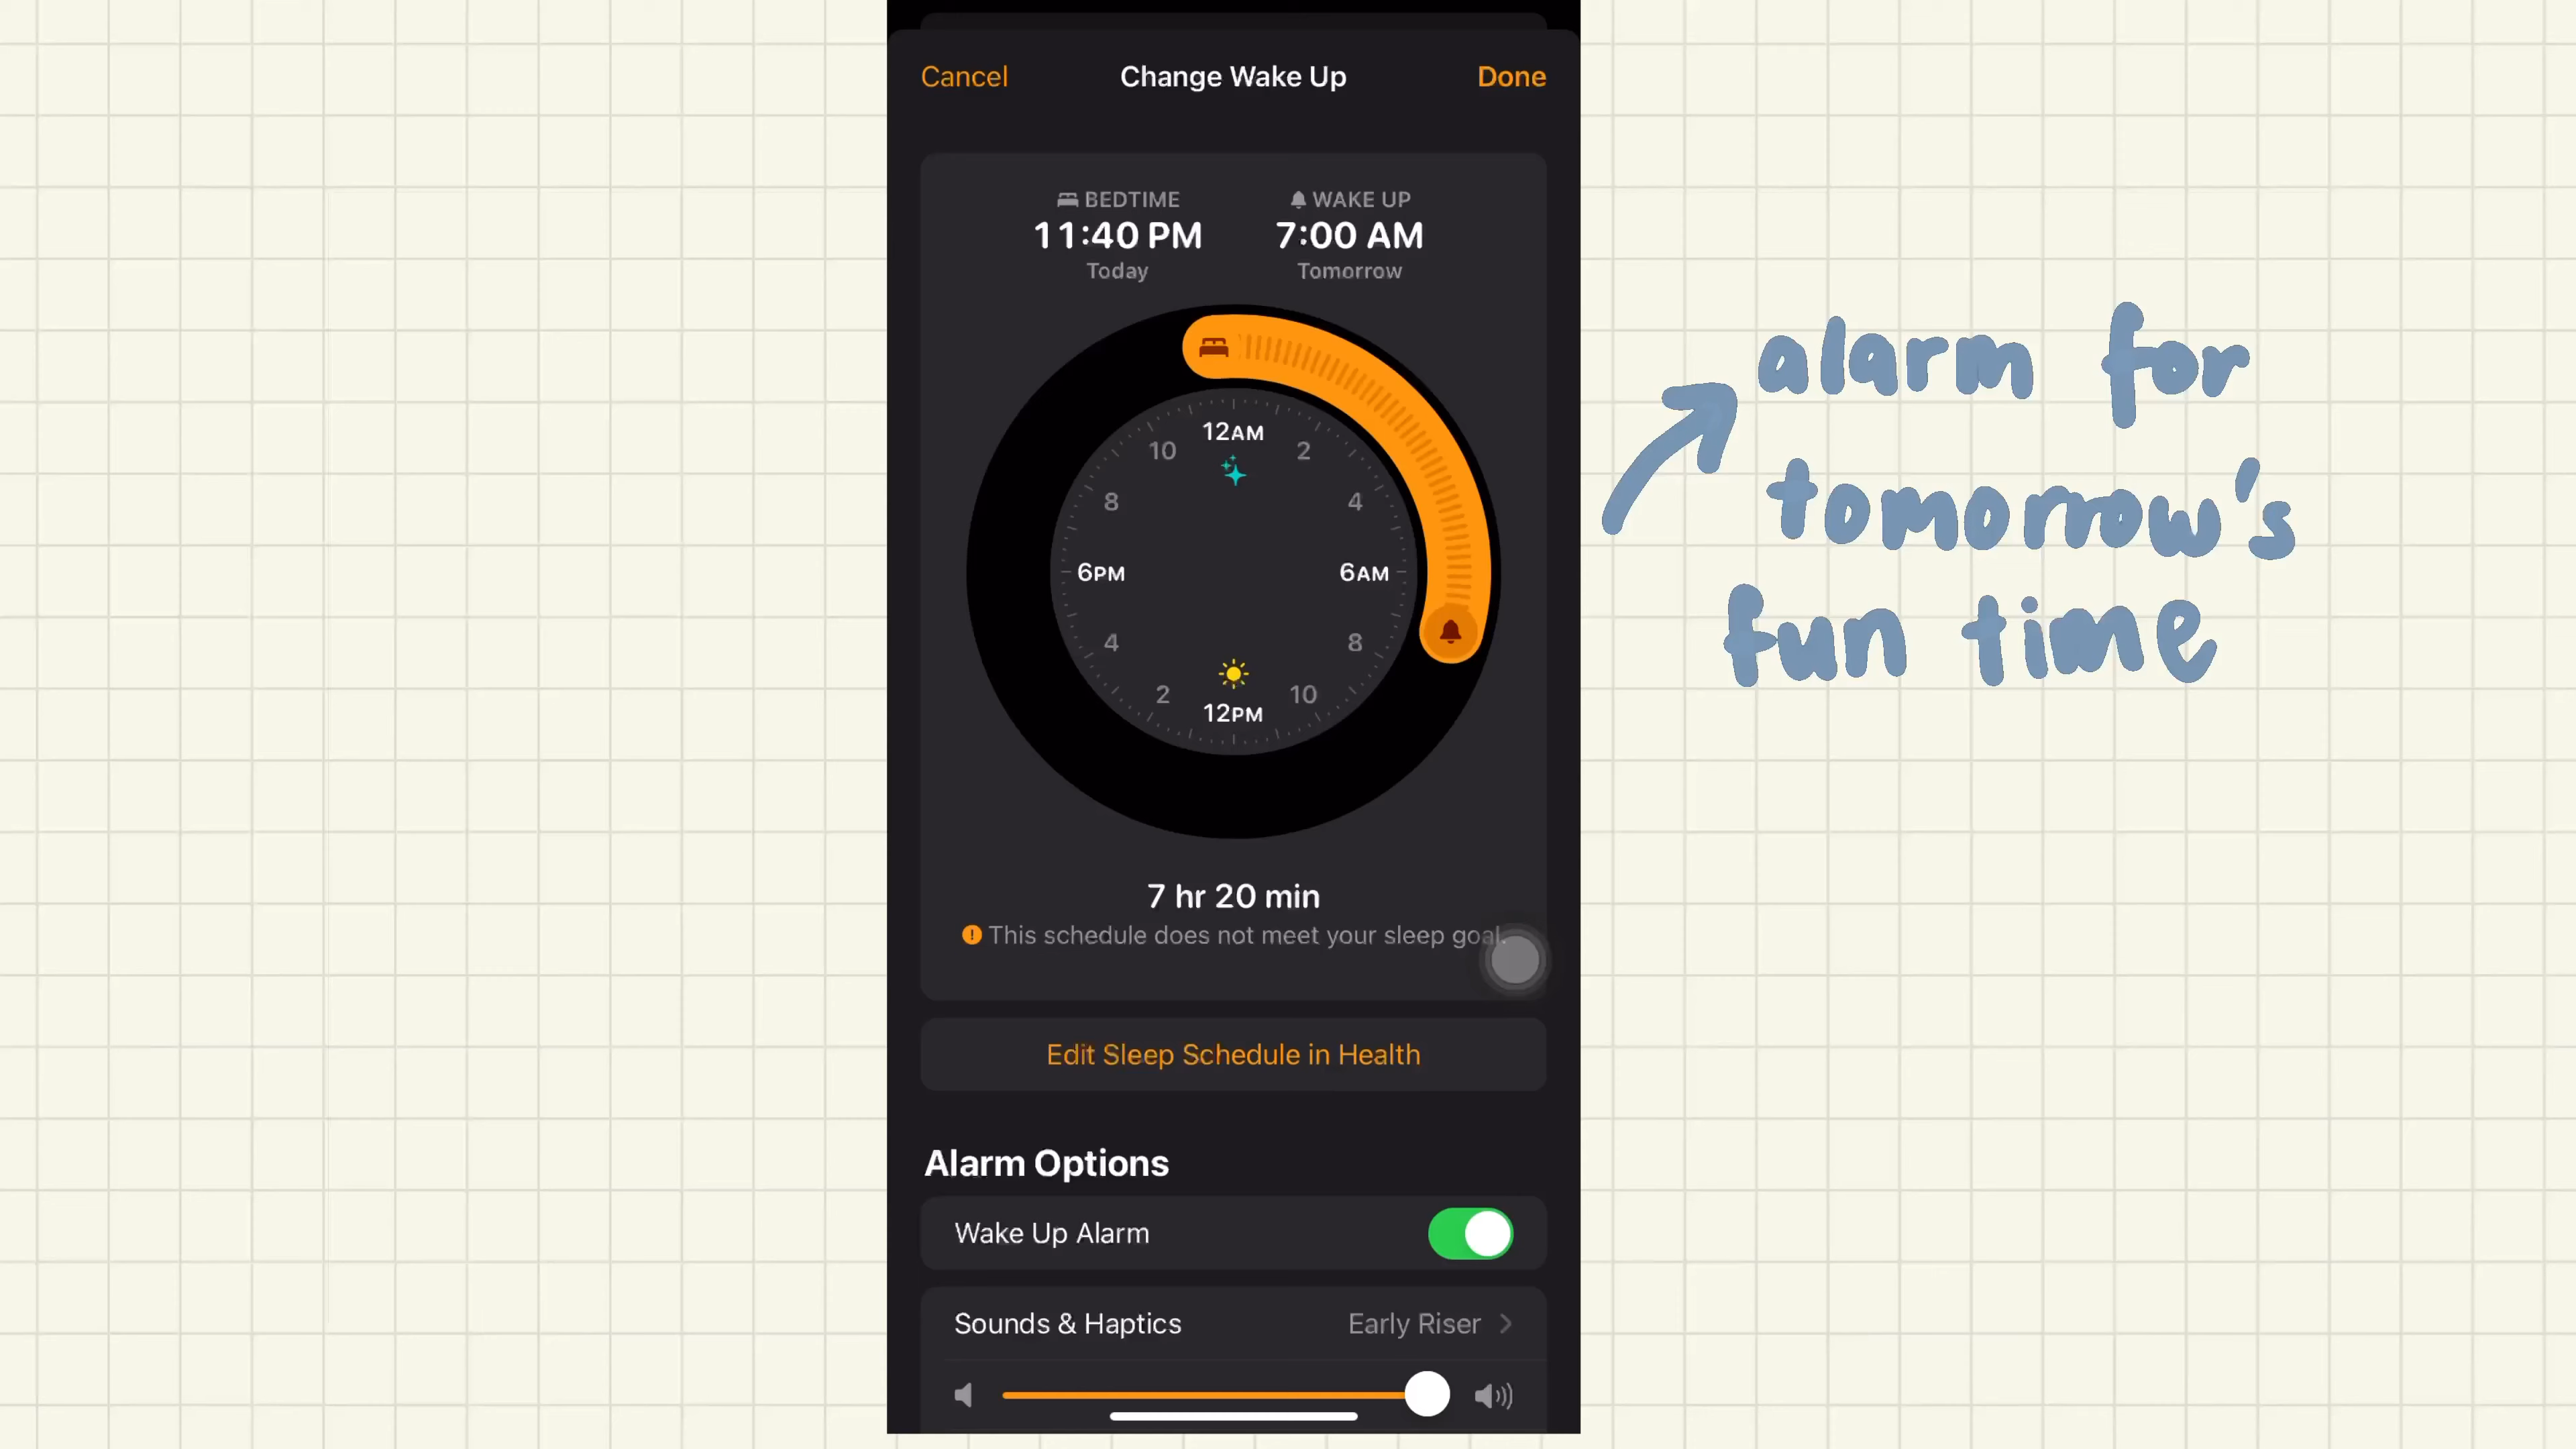 Cancel Change Wake Up Done
BEDTIME WAKE UP
11:40 PM 7:00 AM
Today Tomorrow
12AM
10 2
8 4
6PM 6AM
4 8
2 10
12PM
7 hr 20 min
This schedule does not meet your sleep goal.
Edit Sleep Schedule in Health
Alarm Options
Wake Up Alarm
Sounds & Haptics Early Riser
alarm for
tomorrow's
fun time